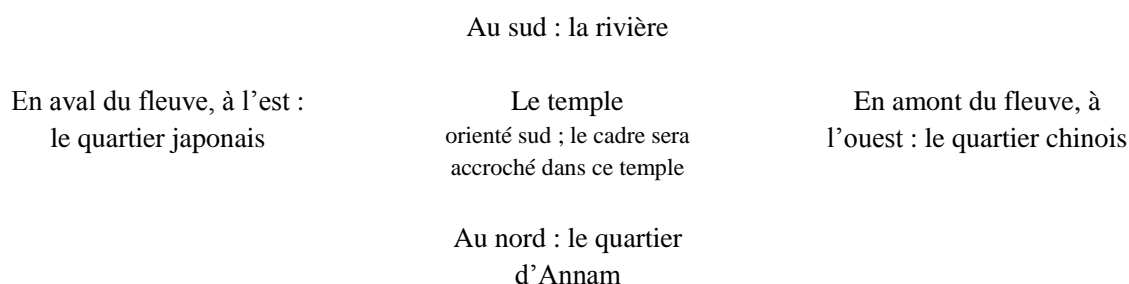 Au sud : la rivière
En aval du fleuve, à l’est :
le quartier japonais
Le temple
orienté sud ; le cadre sera
accroché dans ce temple
En amont du fleuve, à
l’ouest : le quartier chinois
Au nord : le quartier
d’Annam